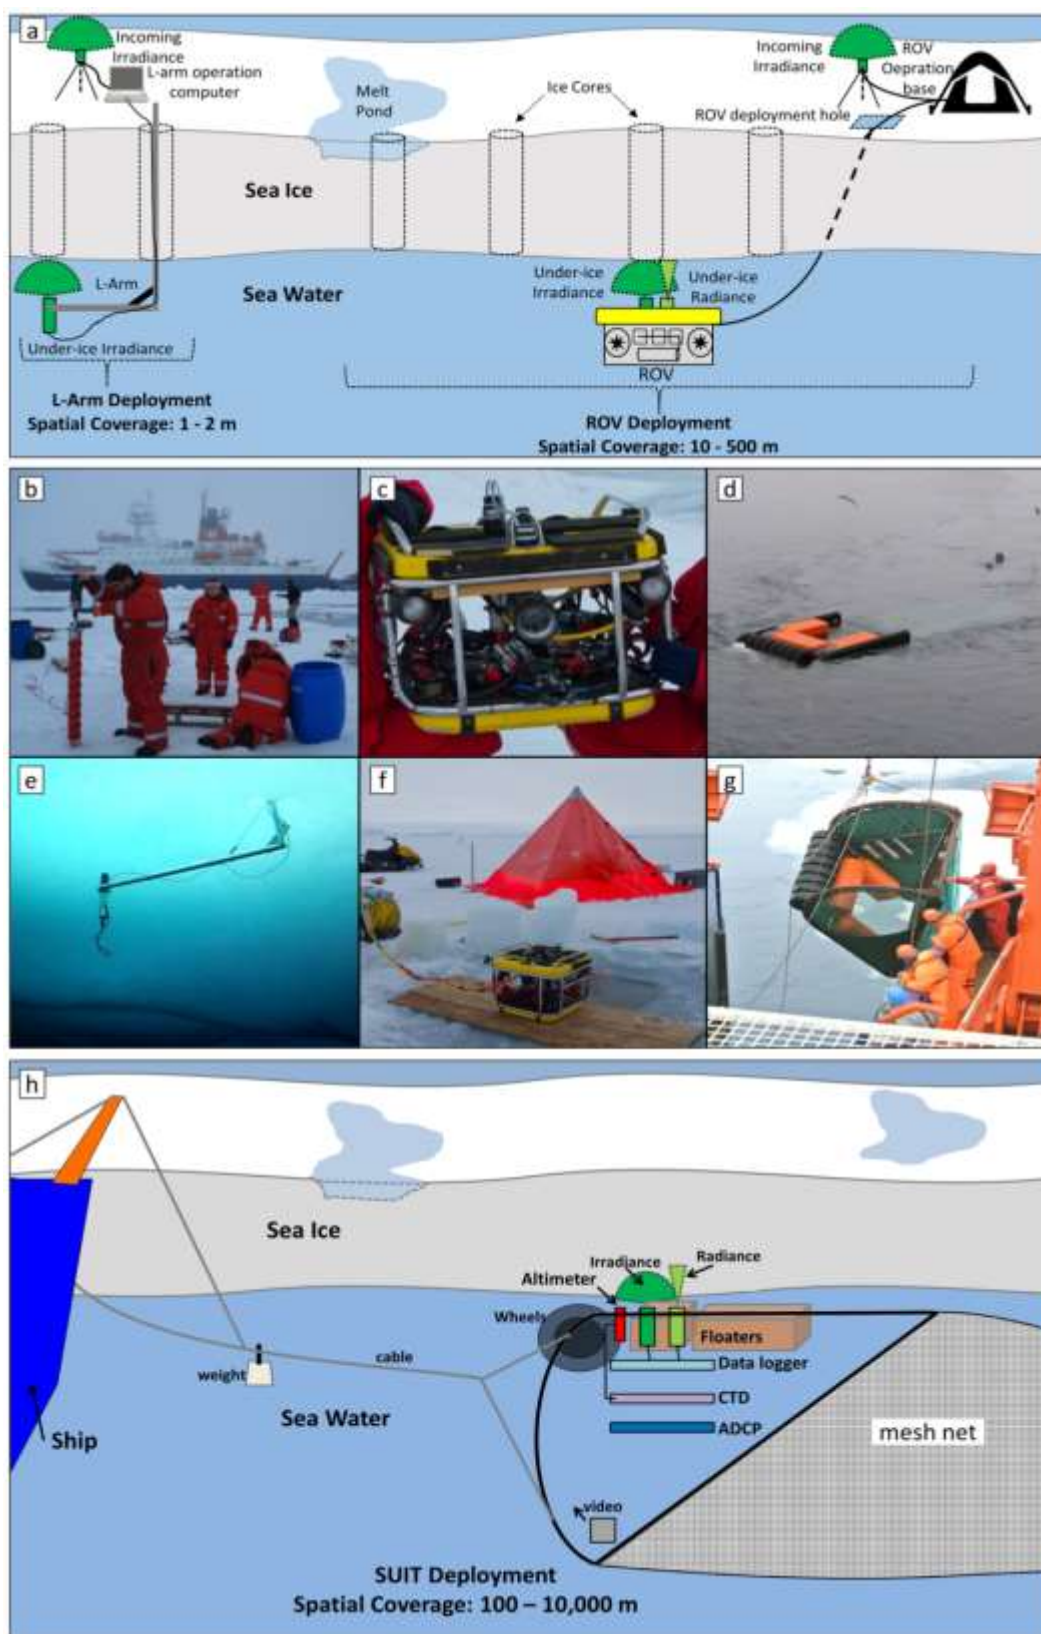 a
Incoming
Irradiance
L-arm operation
computer
Melt
Pond
Ice Cores
Incoming
Irradiance
ROV
Oepration
base
ROV deployment hole
Sea Ice
L-Arm
Sea Water
Under-ice
Irradiance
Under-ice
Radiance
Under-ice Irradiance
ROV
L-Arm Deployment
Spatial Coverage: 1 - 2 m
ROV Deployment
Spatial Coverage: 10 - 500 m
b
c
d
e
f
g
h
Sea Ice
Irradiance
Radiance
Altimeter
Wheels
Floaters
cable
weight
Data logger
CTD
ADCP
Sea Water
Ship
mesh net
video
SUIT Deployment
Spatial Coverage: 100 – 10,000 m